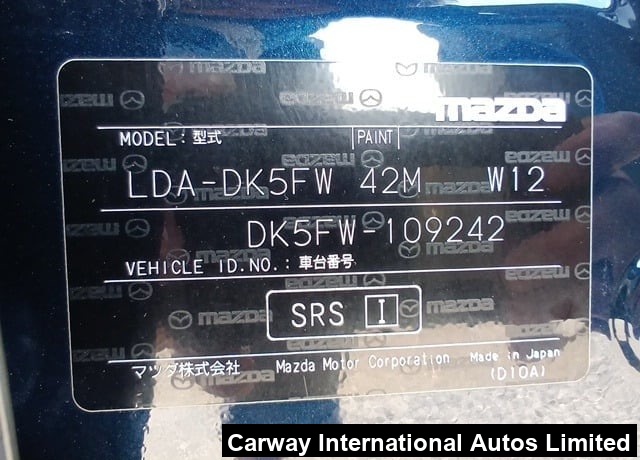 mazda
MODEL: 型式 PAINT
LDA-DK5FW 42M W12
DK5FW-109242
VEHICLE ID.NO.: 車台番号
SRS I
マツダ株式会社 Mazda Motor Corporation Made in Japan
(D10A)
Carway International Autos Limited